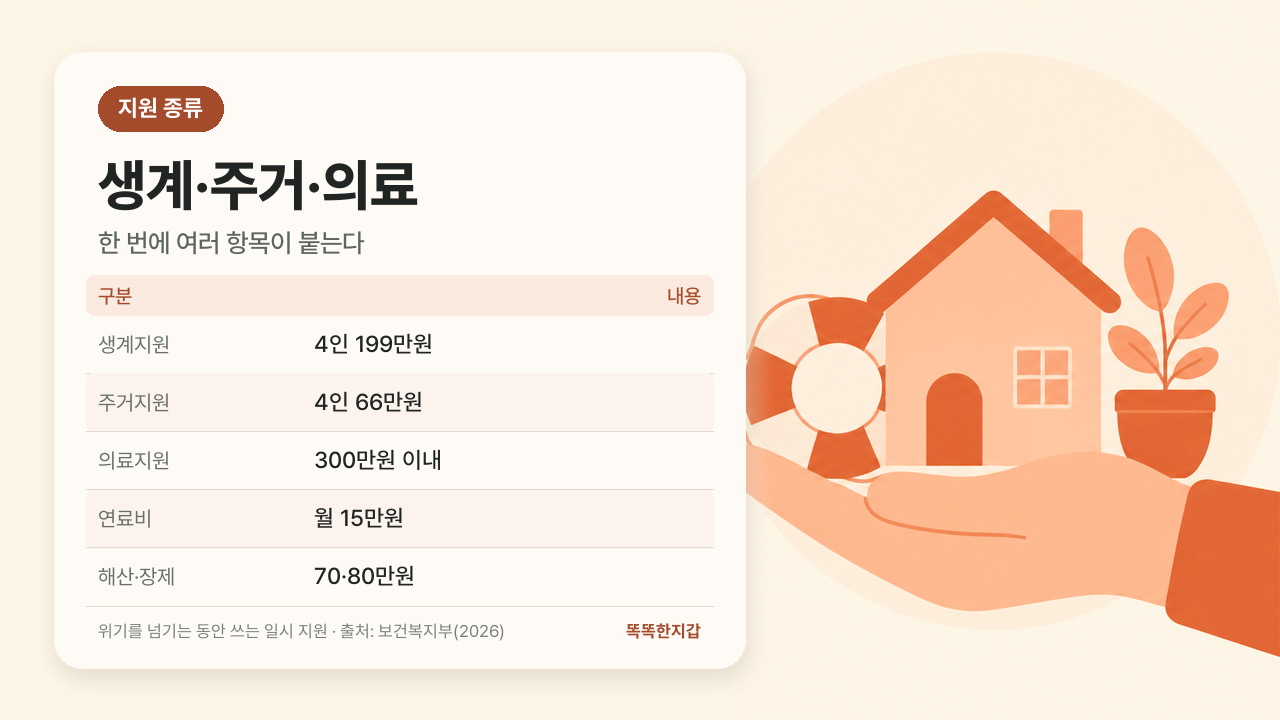 지원 종류
생계·주거·의료
한 번에 여러 항목이 붙는다
구분 내용
생계지원 4인 199만원
주거지원 4인 66만원
의료지원 300만원 이내
연료비 월 15만원
해산·장제 70·80만원
위기를 넘기는 동안 쓰는 일시 지원 · 출처: 보건복지부(2026) 똑똑한지갑